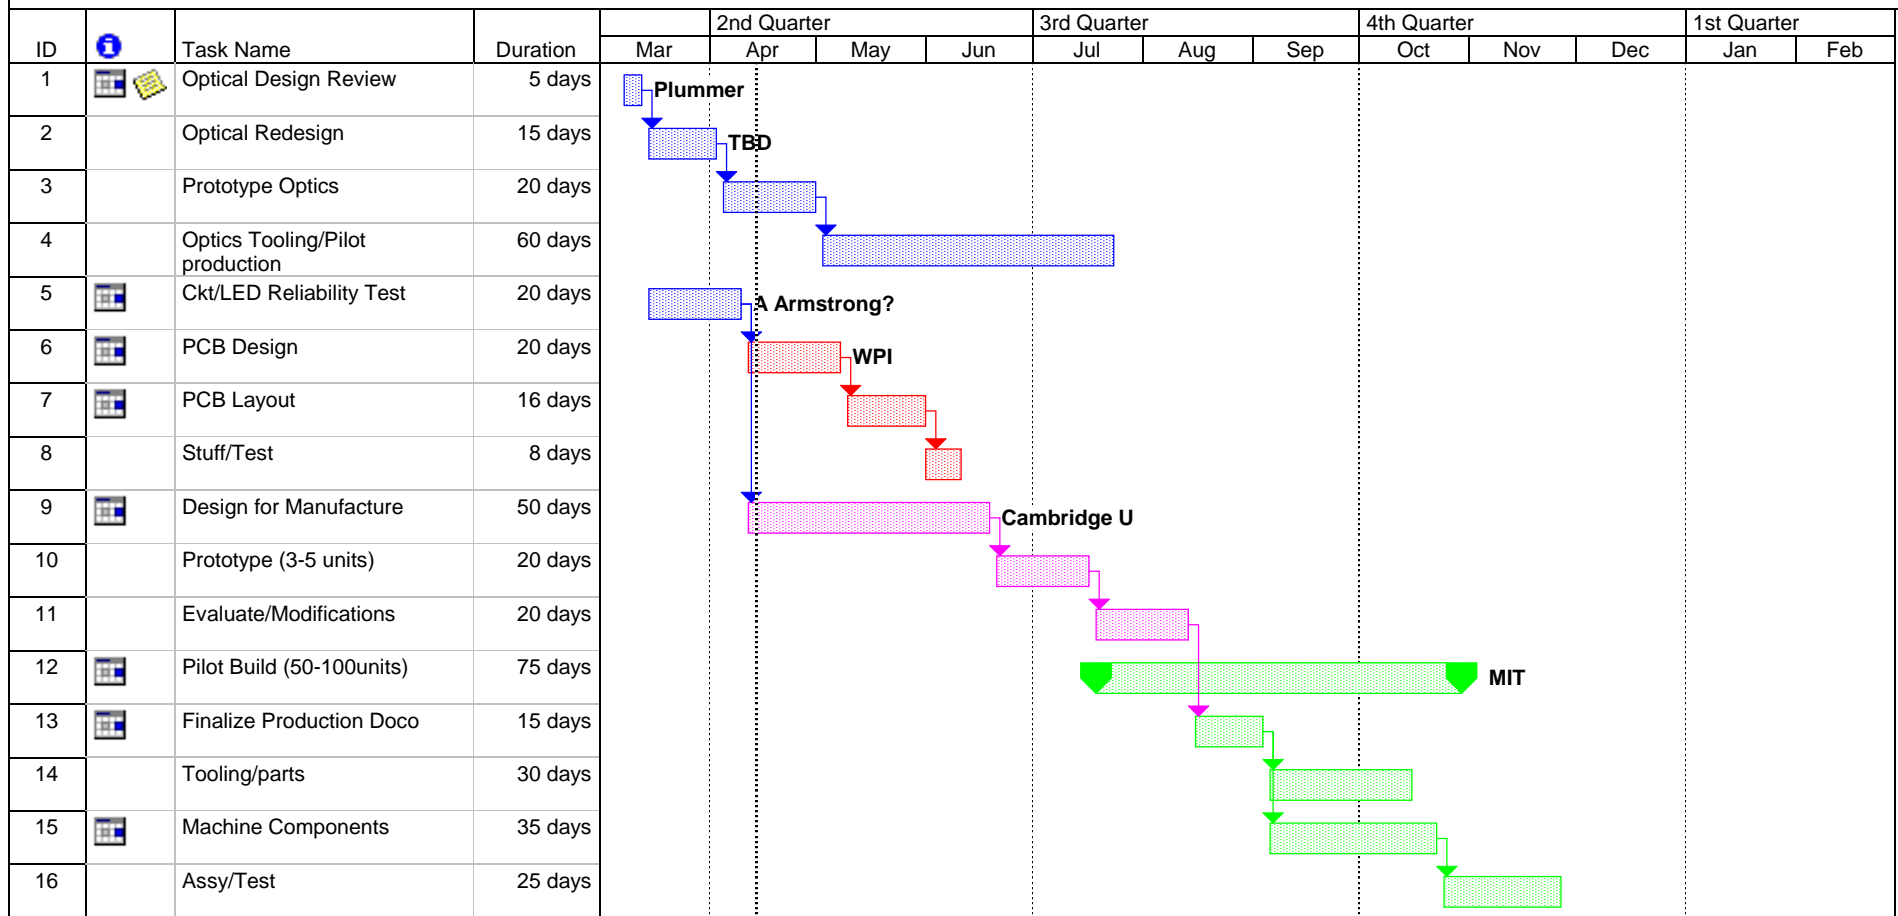 2nd Quarter 3rd Quarter 4th Quarter 1st Quarter
ID Task Name Duration Mar Apr May Jun Jul Aug Sep Oct Nov Dec Jan Feb
1 Optical Design Review 5 days Plummer
2 Optical Redesign 15 days TBD
3 Prototype Optics 20 days
4 Optics Tooling/Pilot 60 days
production
5 Ckt/LED Reliability Test 20 days A Armstrong?
6 PCB Design 20 days WPI
7 PCB Layout 16 days
8 Stuff/Test 8 days
9 Design for Manufacture 50 days Cambridge U
10 Prototype (3-5 units) 20 days
11 Evaluate/Modifications 20 days
12 Pilot Build (50-100units) 75 days MIT
13 Finalize Production Doco 15 days
14 Tooling/parts 30 days
15 Machine Components 35 days
16 Assy/Test 25 days